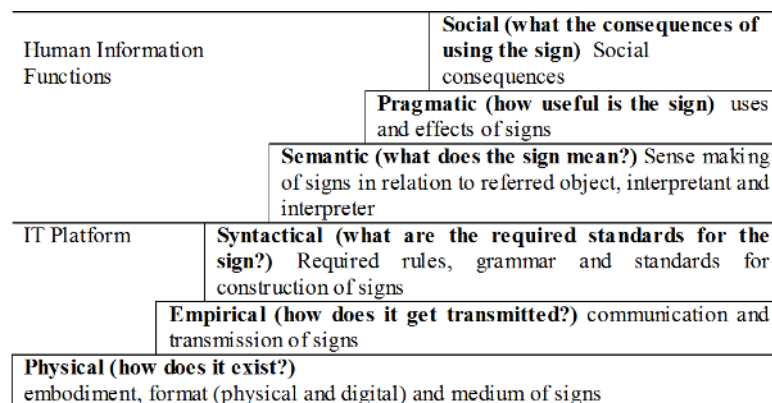 Human Information
Functions
Social (what the consequences of
using the sign) Social
consequences
Pragmatic (how useful is the sign) uses
and effects of signs
Semantic (what does the sign mean?) Sense making
of signs in relation to referred object, interpretant and
interpreter
IT Platform
Syntactical (what are the required standards for the
sign?) Required rules, grammar and standards for
construction of signs
Empirical (how does it get transmitted?) communication and
transmission of signs
Physical (how does it exist?)
embodiment, format (physical and digital) and medium of signs